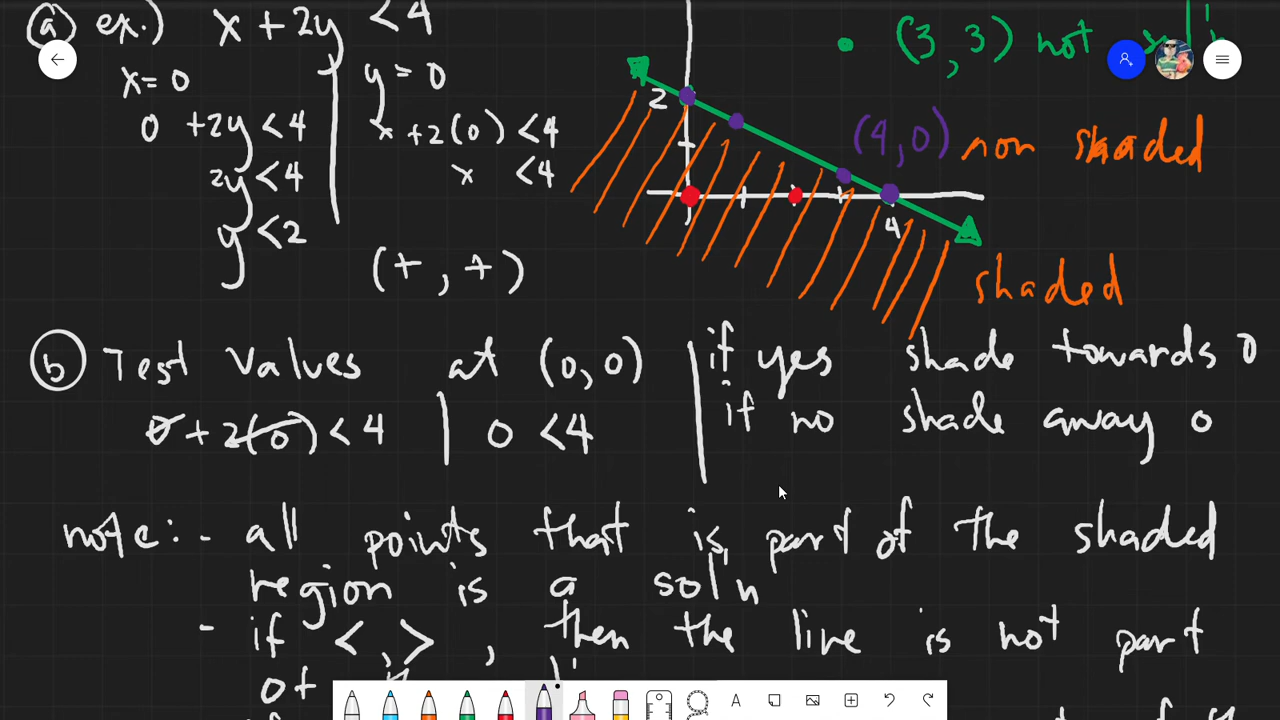 (a) ex.) x + 2y < 4
x = 0
0 + 2y < 4
2y < 4
y < 2
y = 0
x + 2(0) < 4
x < 4
(+, +)
(3, 3) not
2
(4, 0) non shaded
4
shaded
(b) Test values at (0, 0)
0 + 2(0) < 4 | 0 < 4
if yes shade towards 0
if no shade away 0
note: - all points that is part of the shaded
region is a soln
- if <, >, then the line is not part
of
A